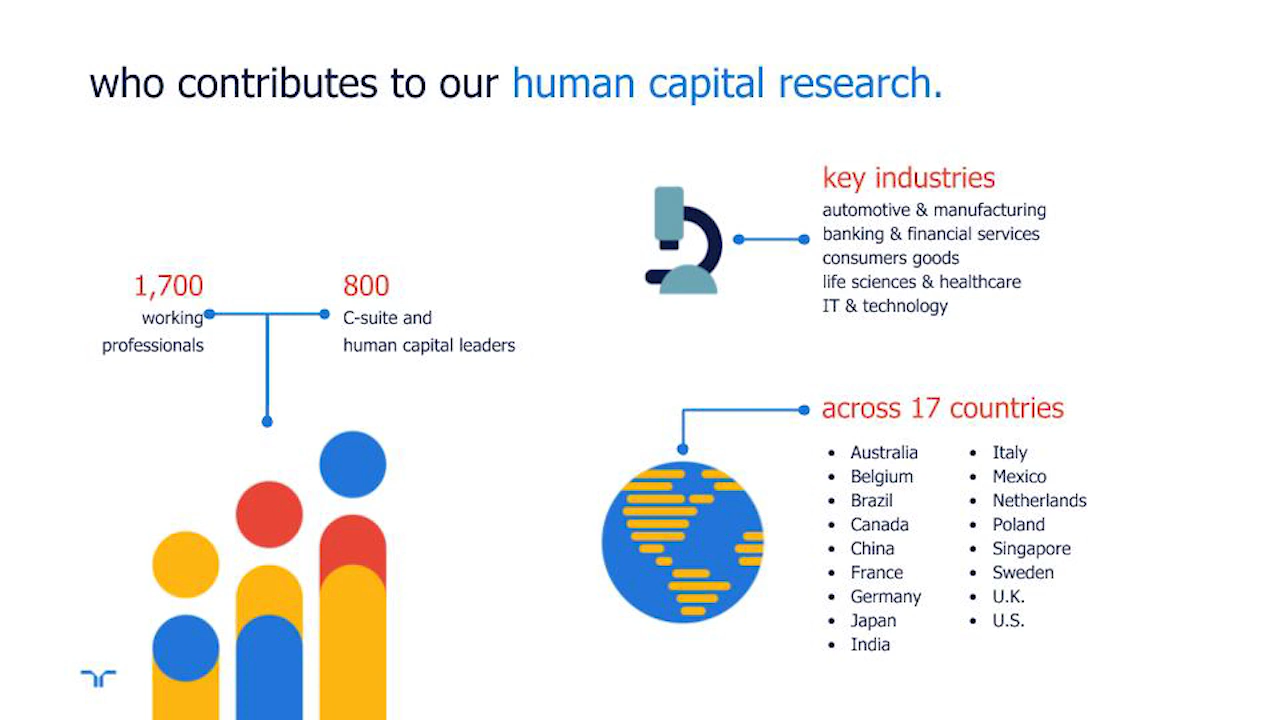 who contributes to our human capital research.
1,700
working
professionals
800
C-suite and
human capital leaders
key industries
automotive & manufacturing
banking & financial services
consumers goods
life sciences & healthcare
IT & technology
across 17 countries
• Australia
• Belgium
• Brazil
• Canada
• China
• France
• Germany
• Japan
• India
• Italy
• Mexico
• Netherlands
• Poland
• Singapore
• Sweden
• U.K.
• U.S.